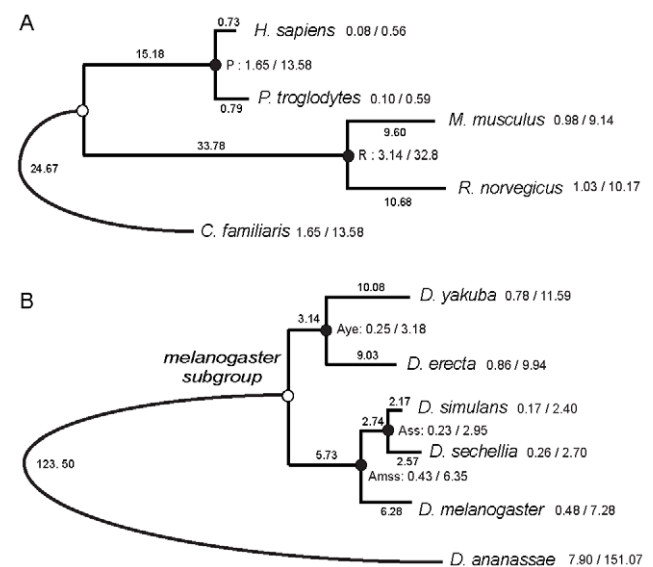 A
0.73
H. sapiens 0.08 / 0.56
15.18
P : 1.65 / 13.58
P. troglodytes 0.10 / 0.59
0.79
M. musculus 0.98 / 9.14
9.60
33.78
R : 3.14 / 32.8
24.67
R. norvegicus 1.03 / 10.17
10.68
C. familiaris 1.65 / 13.58
B
10.08
D. yakuba 0.78 / 11.59
3.14
Aye: 0.25 / 3.18
melanogaster
subgroup
9.03
D. erecta 0.86 / 9.94
2.17
D. simulans 0.17 / 2.40
2.74
Ass: 0.23 / 2.95
D. sechellia 0.26 / 2.70
2.57
5.73
123. 50
Amss: 0.43 / 6.35
6.28
D. melanogaster 0.48 / 7.28
D. ananassae 7.90 / 151.07